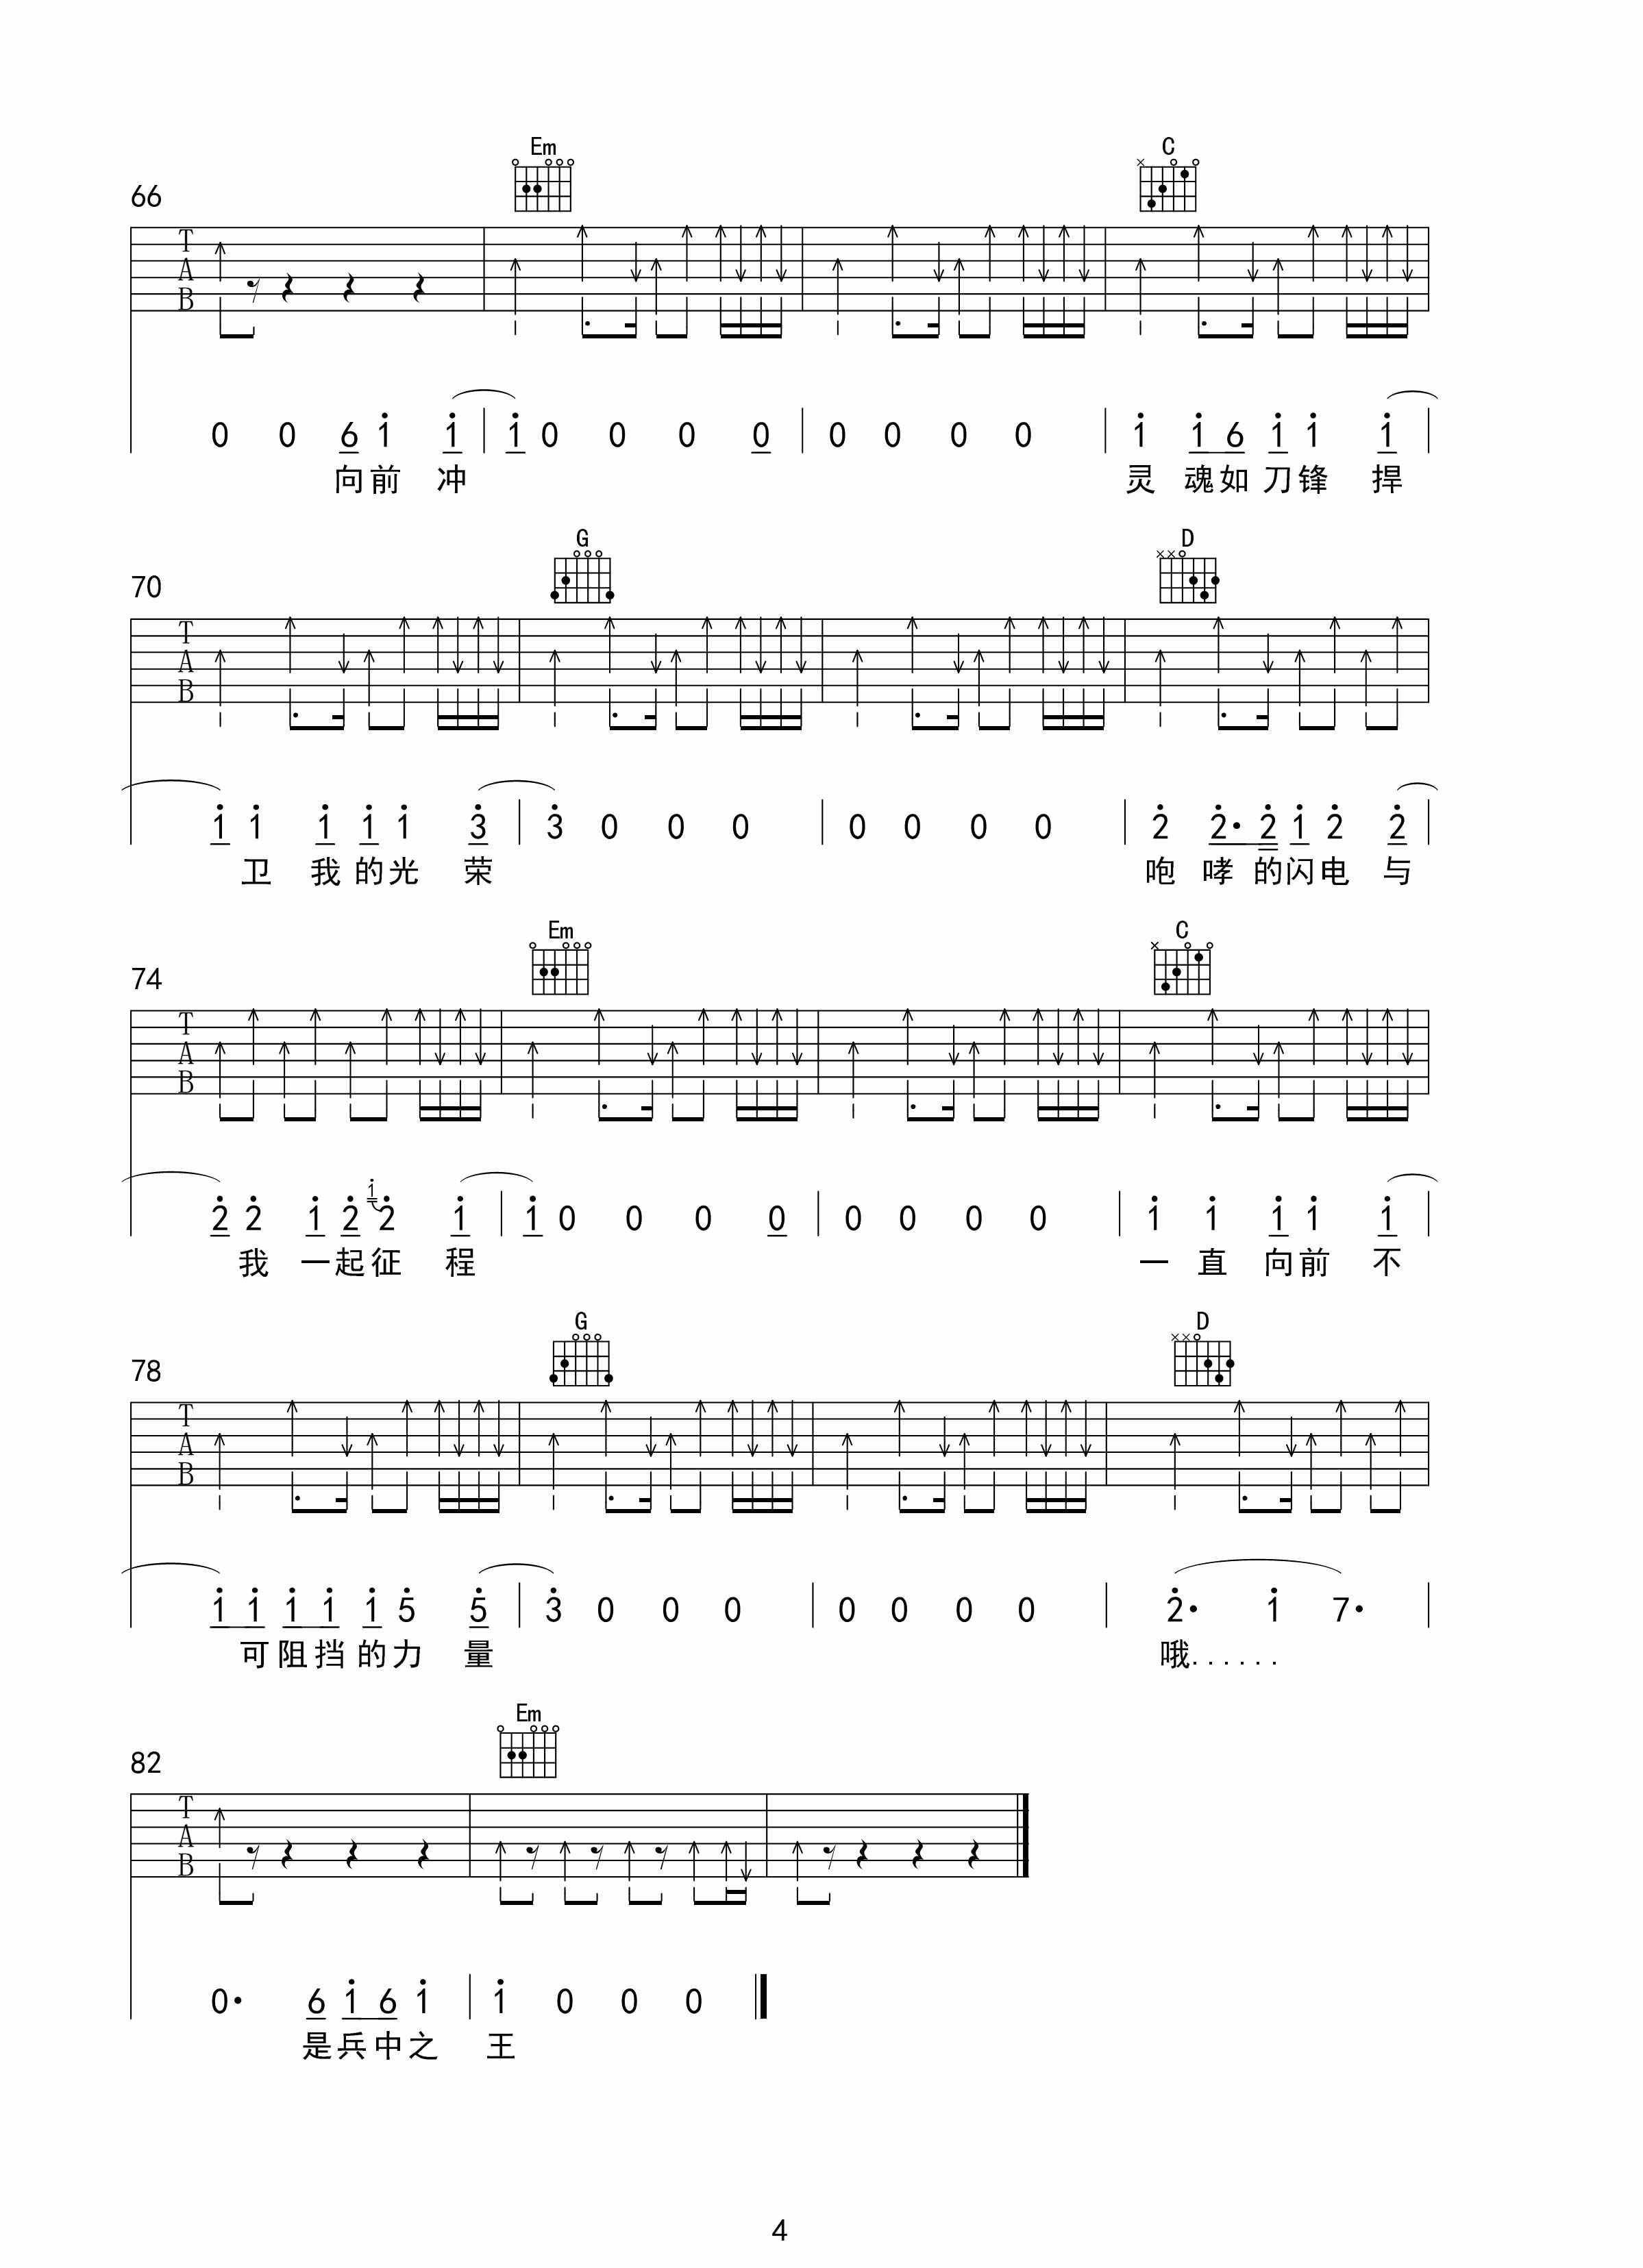 Em C
66
T
A
B
0 0 6 1 1 1 0 0 0 0 0 0 0 0 1 1 6 1 1 1
向前 冲 灵 魂如刀锋 捍
G D
70
T
A
B
1 1 1 1 1 3 3 0 0 0 0 0 0 0 2 2· 2 1 2 2
卫 我的光 荣 咆 哮 的闪电 与
Em C
74
T
A
B
1
2 2 1 2 2 1 1 0 0 0 0 0 0 0 0 1 1 1 1 1
我 一起征 程 一 直 向前 不
G D
78
T
A
B
1 1 1 1 1 5 5 3 0 0 0 0 0 0 0 2· 1 7·
可阻挡的力 量 哦......
Em
82
T
A
B
0· 6 1 6 1 1 0 0 0
是兵中之 王
4